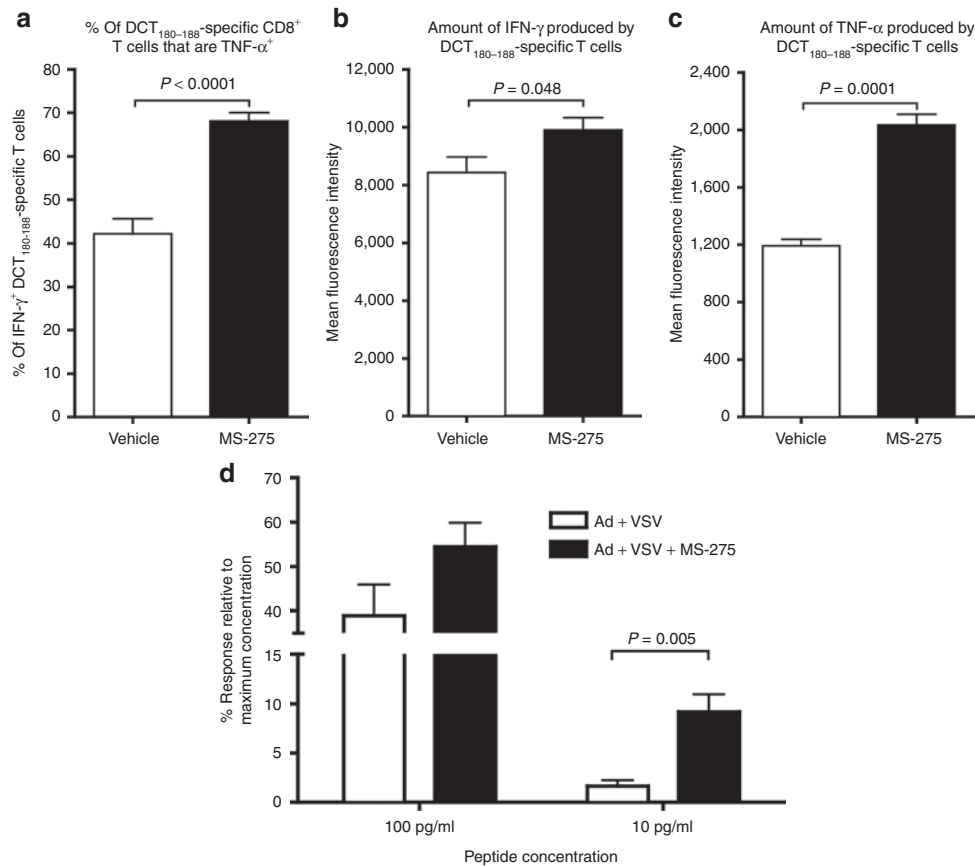 a
% Of DCT180–188-specific CD8+
T cells that are TNF-α+
% Of IFN-γ+ DCT180-188-specific T cells
80
70
60
50
40
30
20
10
0
P < 0.0001
Vehicle
MS-275
b
Amount of IFN-γ produced by
DCT180–188-specific T cells
Mean fluorescence intensity
12,000
10,000
8,000
6,000
4,000
2,000
0
P = 0.048
Vehicle
MS-275
c
Amount of TNF-α produced by
DCT180–188-specific T cells
Mean fluorescence intensity
2,400
2,000
1,600
1,200
800
400
0
P = 0.0001
Vehicle
MS-275
d
% Response relative to
maximum concentration
70
60
50
40
15
10
5
0
Ad + VSV
Ad + VSV + MS-275
P = 0.005
100 pg/ml
10 pg/ml
Peptide concentration